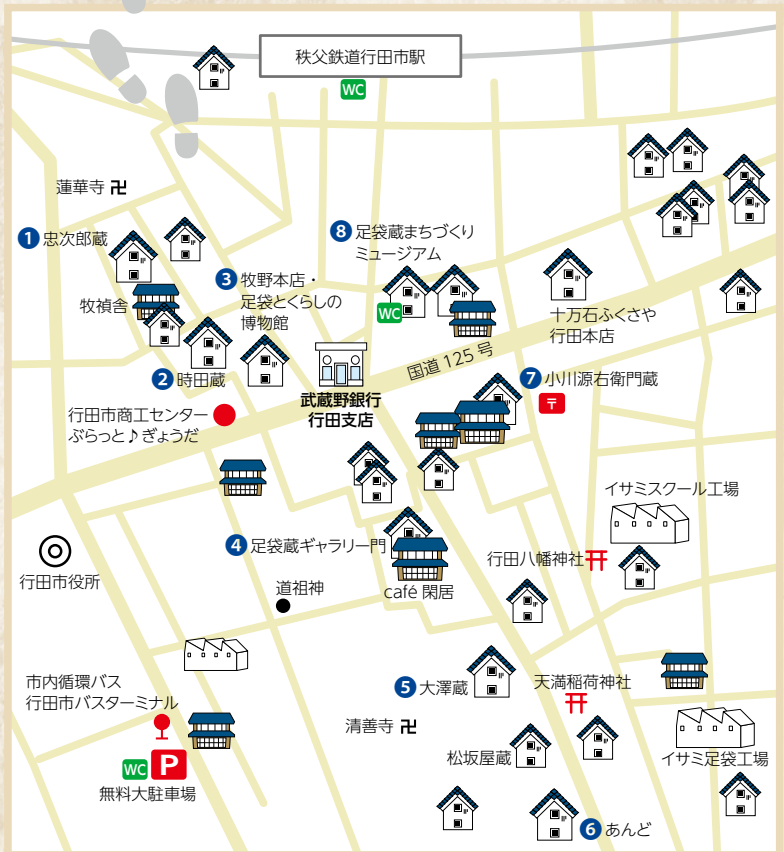 秩父鉄道行田市駅
WC
蓮華寺 卍
1 忠次郎蔵
8 足袋蔵まちづくり
ミュージアム
3 牧野本店・
足袋とくらしの
博物館
牧禎舎
WC
十万石ふくさや
行田本店
国道 125 号
2 時田蔵
武蔵野銀行
行田支店
7 小川源右衛門蔵
〒
行田市商工センター
ぶらっと♪ぎょうだ
イサミスクール工場
4 足袋蔵ギャラリー門
行田八幡神社
行田市役所
道祖神
café 閑居
市内循環バス
行田市バスターミナル
5 大澤蔵
天満稲荷神社
清善寺 卍
松坂屋蔵
イサミ足袋工場
WC P
無料大駐車場
6 あんど